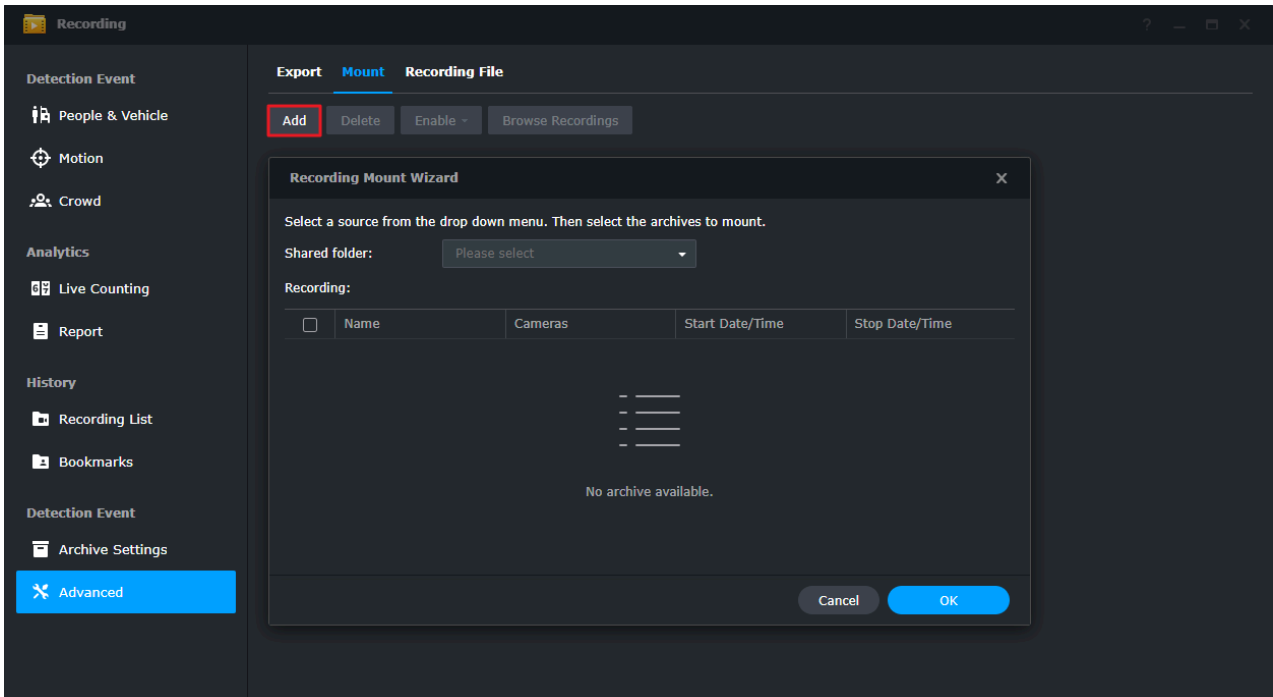 Recording
Detection Event
People & Vehicle
Motion
Crowd
Analytics
Live Counting
Report
History
Recording List
Bookmarks
Detection Event
Archive Settings
Advanced
Export Mount Recording File
Add Delete Enable Browse Recordings
Recording Mount Wizard
Select a source from the drop down menu. Then select the archives to mount.
Shared folder: Please select
Recording:
Name Cameras Start Date/Time Stop Date/Time
No archive available.
Cancel OK